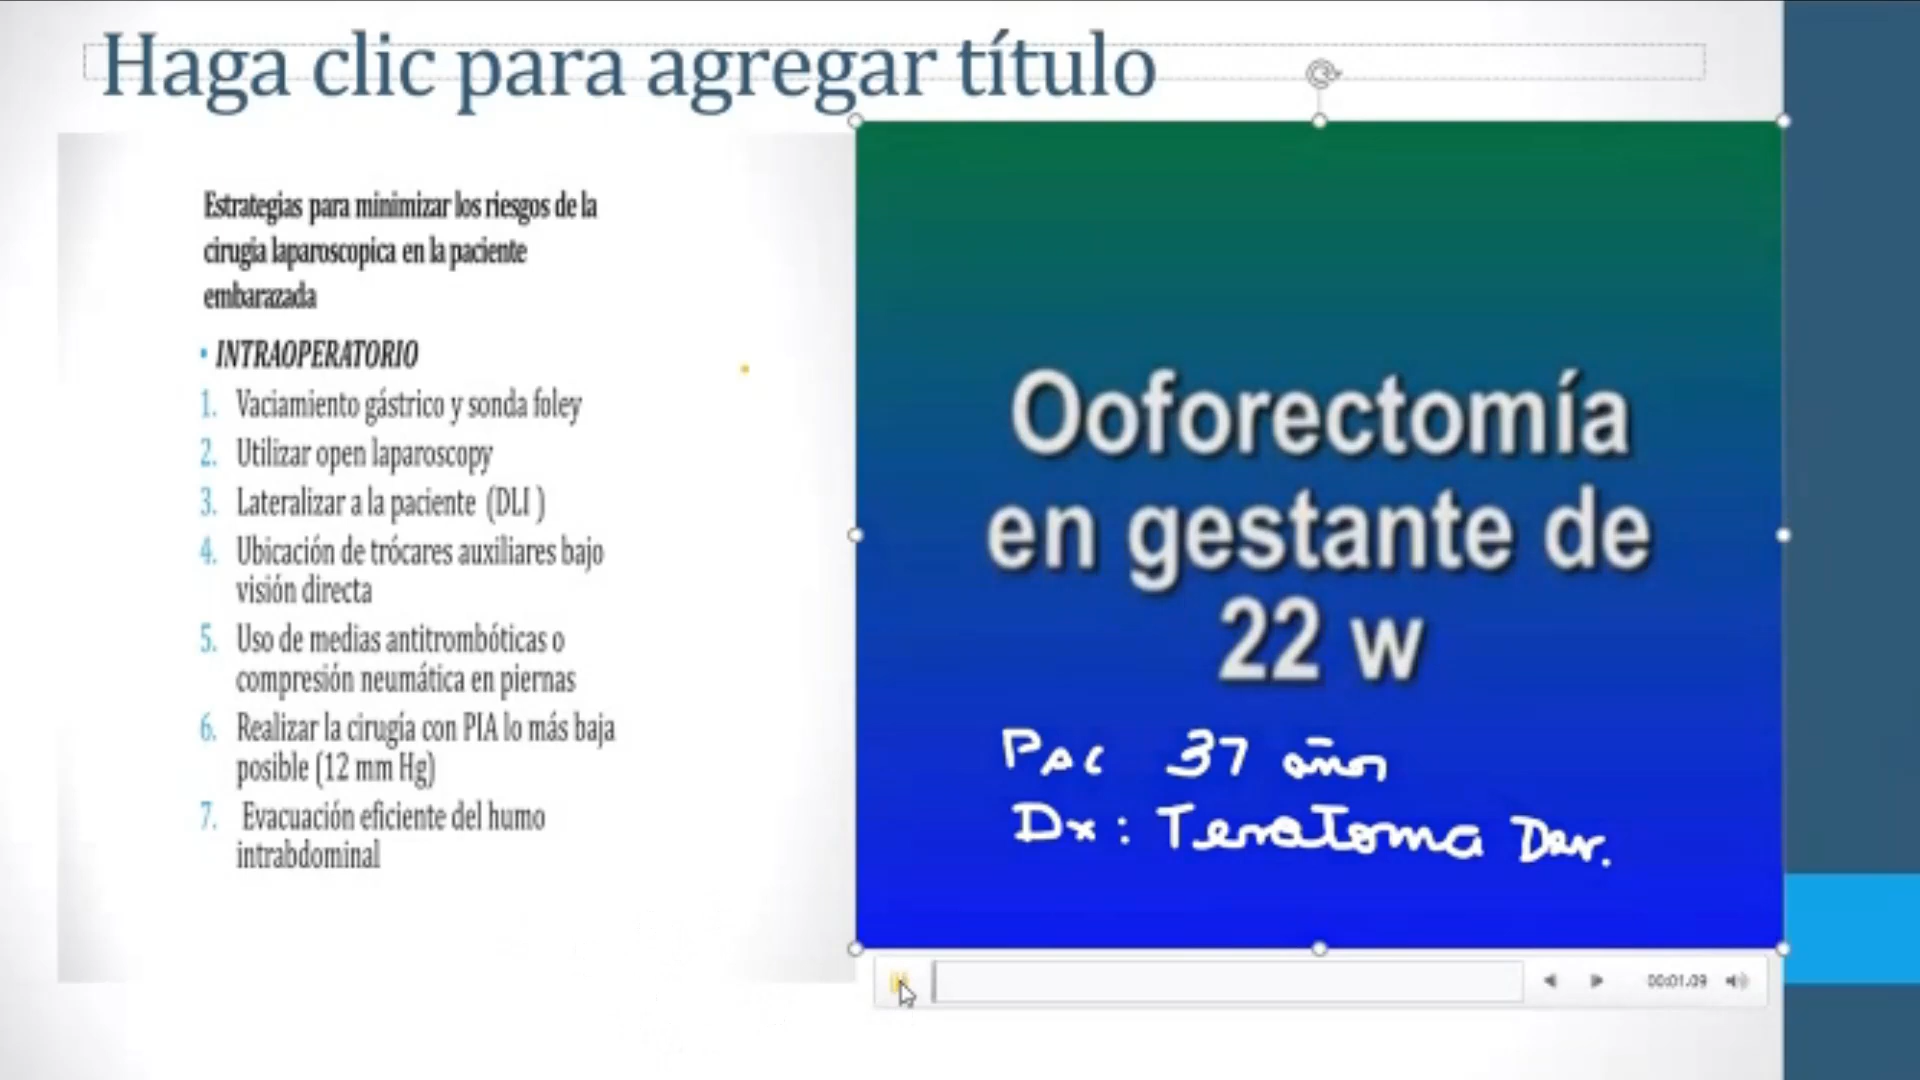 Haga clic para agregar título
Estrategias para minimizar los riesgos de la
cirugia laparoscopica en la paciente
embarazada
• INTRAOPERATORIO
1. Vaciamiento gástrico y sonda foley
2. Utilizar open laparoscopy
3. Lateralizar a la paciente (DLI )
4. Ubicación de trócares auxiliares bajo
visión directa
5. Uso de medias antitrombóticas o
compresión neumática en piernas
6. Realizar la cirugía con PIA lo más baja
posible (12 mm Hg)
7. Evacuación eficiente del humo
intrabdominal
Ooforectomía
en gestante de
22 w
Pac 37 años
Dx: Teratoma Der.
00:01.09